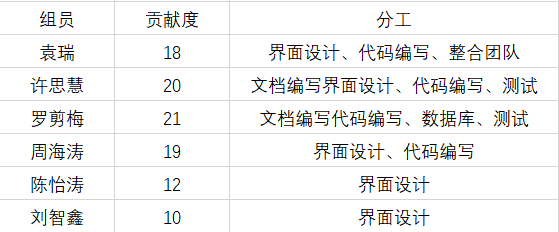 组员 贡献度 分工
袁瑞 18 界面设计、代码编写、整合团队
许思慧 20 文档编写界面设计、代码编写、测试
罗剪梅 21 文档编写代码编写、数据库、测试
周海涛 19 界面设计、代码编写
陈怡涛 12 界面设计
刘智鑫 10 界面设计